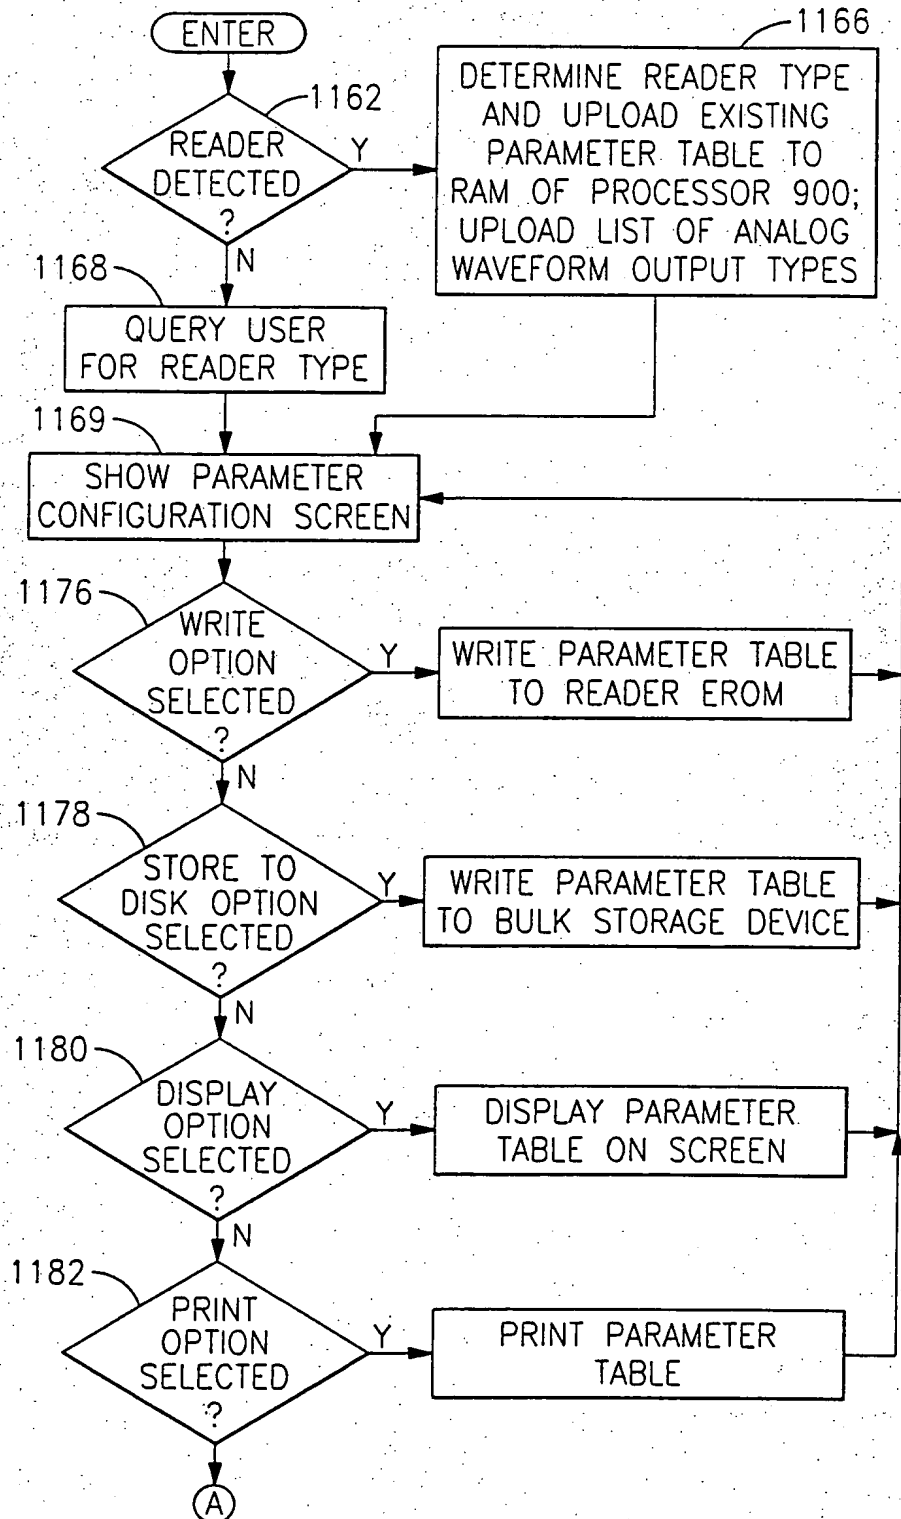 ENTER
1166
1162
READER
DETECTED
?
Y
N
DETERMINE READER TYPE
AND UPLOAD EXISTING
PARAMETER TABLE TO
RAM OF PROCESSOR 900;
UPLOAD LIST OF ANALOG
WAVEFORM OUTPUT TYPES
1168
QUERY USER
FOR READER TYPE
1169
SHOW PARAMETER
CONFIGURATION SCREEN
1176
WRITE
OPTION
SELECTED
?
Y
N
WRITE PARAMETER TABLE
TO READER EROM
1178
STORE TO
DISK OPTION
SELECTED
?
Y
N
WRITE PARAMETER TABLE
TO BULK STORAGE DEVICE
1180
DISPLAY
OPTION
SELECTED
?
Y
N
DISPLAY PARAMETER
TABLE ON SCREEN
1182
PRINT
OPTION
SELECTED
?
Y
PRINT PARAMETER
TABLE
A